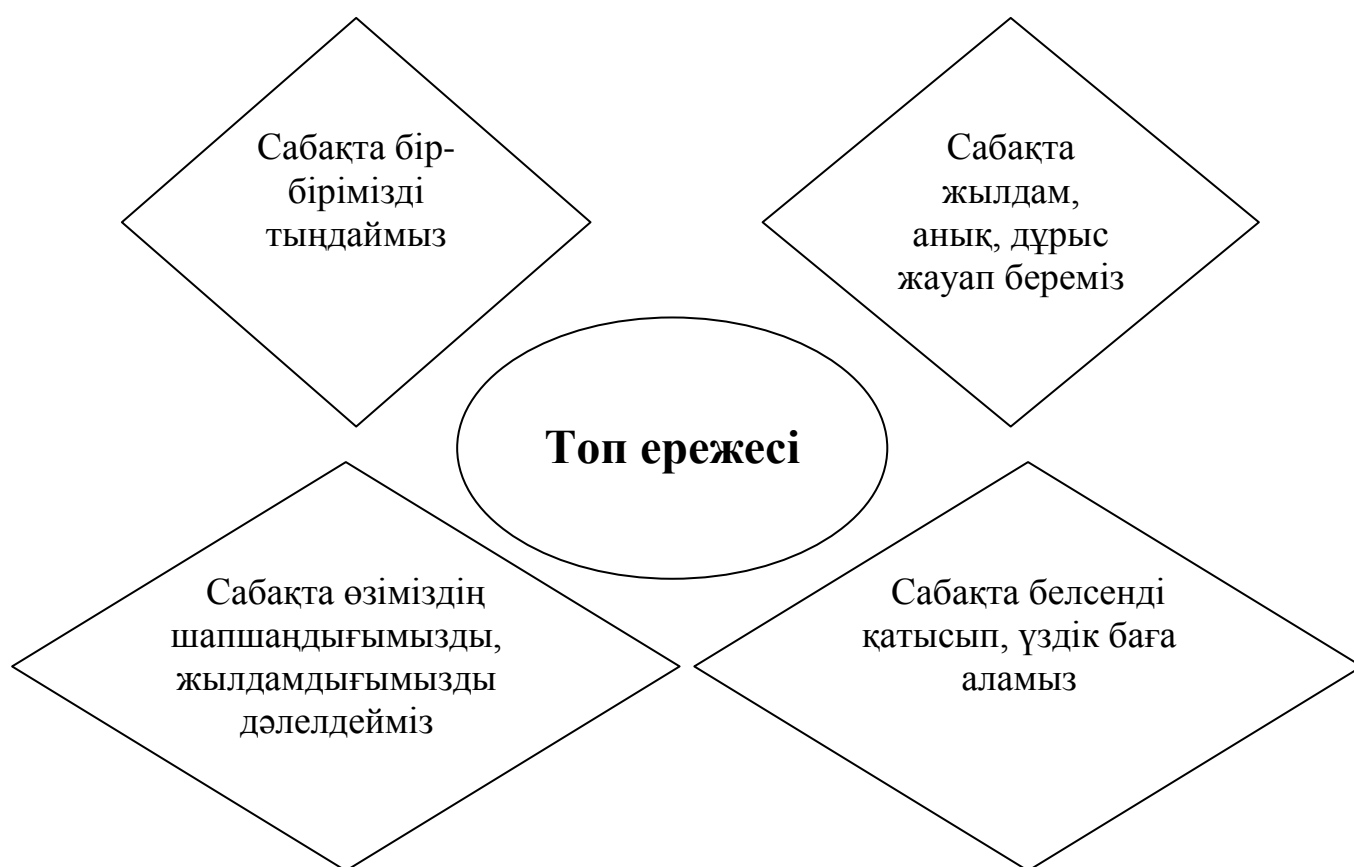 Сабақта бір-
бірімізді
тыңдаймыз
Сабақта
жылдам,
анық, дұрыс
жауап береміз
Топ ережесі
Сабақта өзіміздің
шапшаңдығымызды,
жылдамдығымызды
дәлелдейміз
Сабақта белсенді
қатысып, үздік баға
аламыз